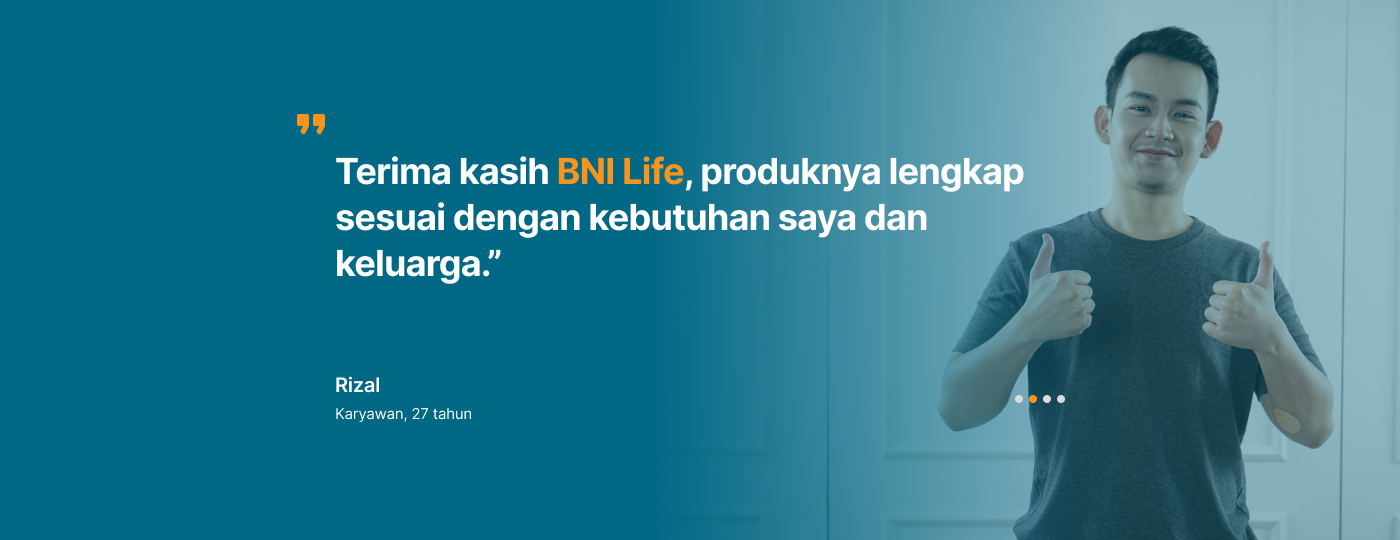 Terima kasih BNI Life, produknya lengkap
sesuai dengan kebutuhan saya dan
keluarga.”
Rizal
Karyawan, 27 tahun